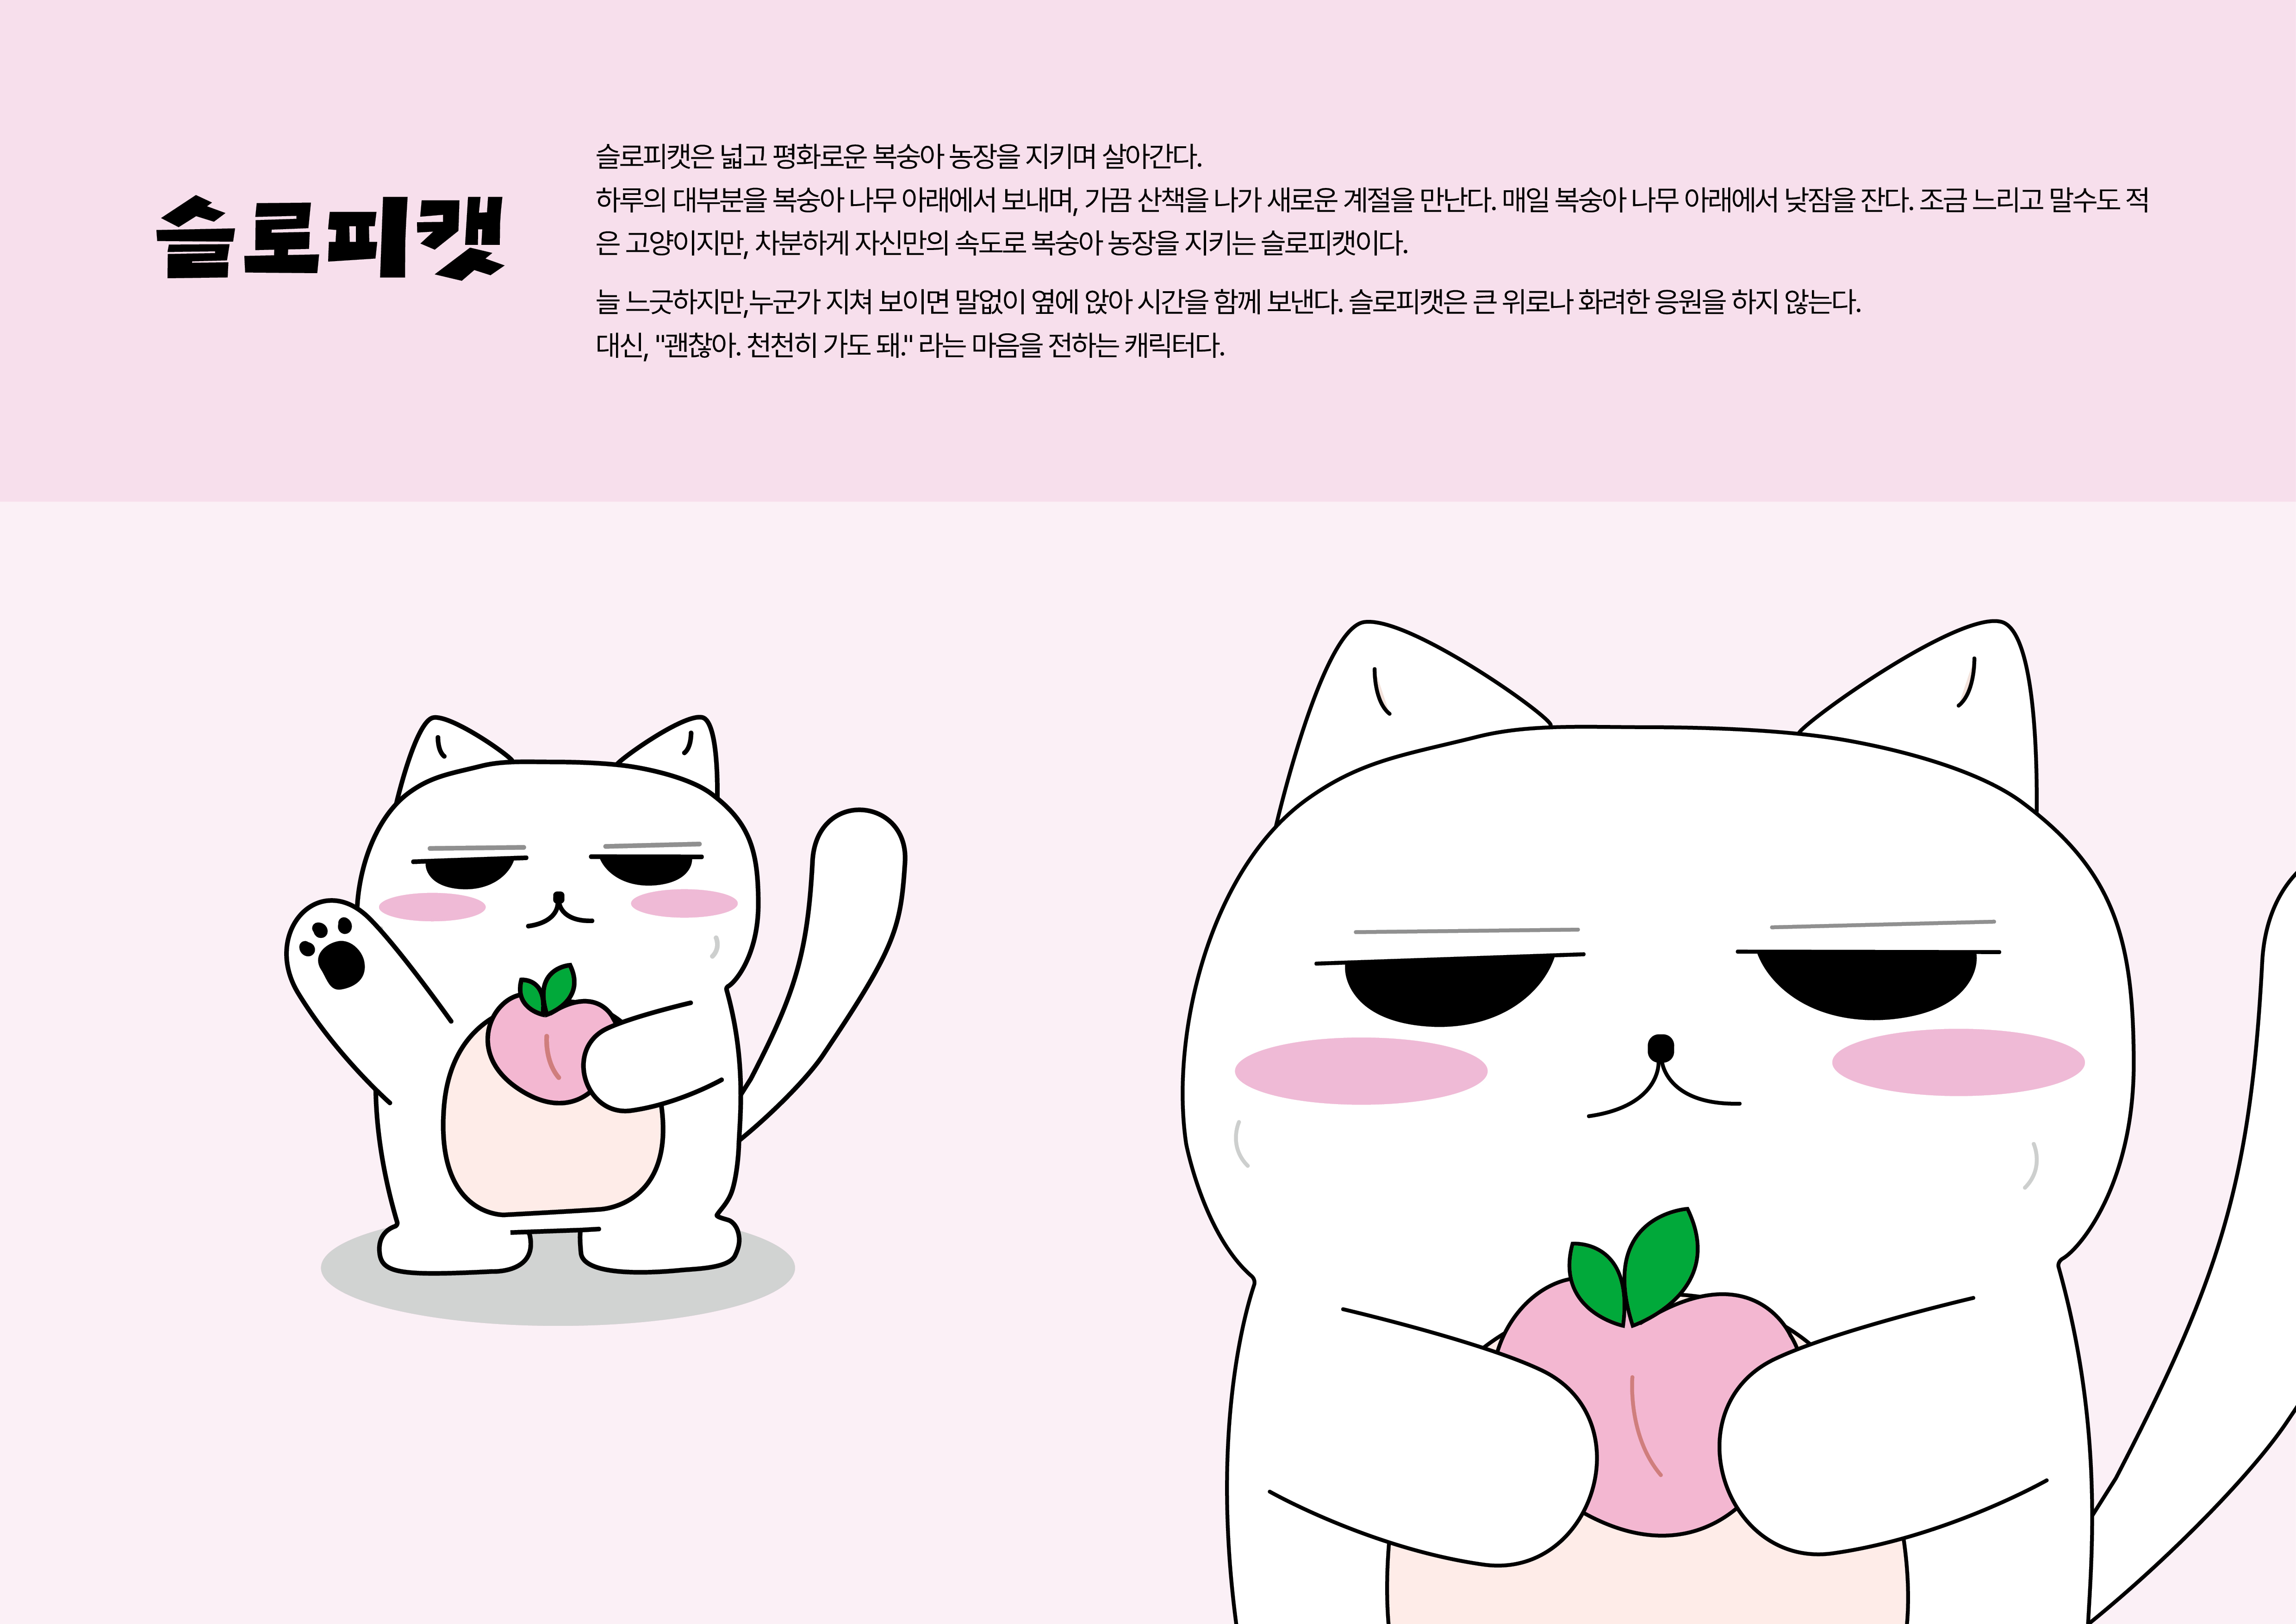 슬로피캣
슬로피캣은 넓고 평화로운 복숭아 농장을 지키며 살아간다.
하루의 대부분을 복숭아 나무 아래에서 보내며, 가끔 산책을 나가 새로운 계절을 만난다. 매일 복숭아 나무 아래에서 낮잠을 잔다. 조금 느리고 말수도 적
은 고양이지만, 차분하게 자신만의 속도로 복숭아 농장을 지키는 슬로피캣이다.
늘 느긋하지만,누군가 지쳐 보이면 말없이 옆에 앉아 시간을 함께 보낸다. 슬로피캣은 큰 위로나 화려한 응원을 하지 않는다.
대신, "괜찮아. 천천히 가도 돼." 라는 마음을 전하는 캐릭터다.